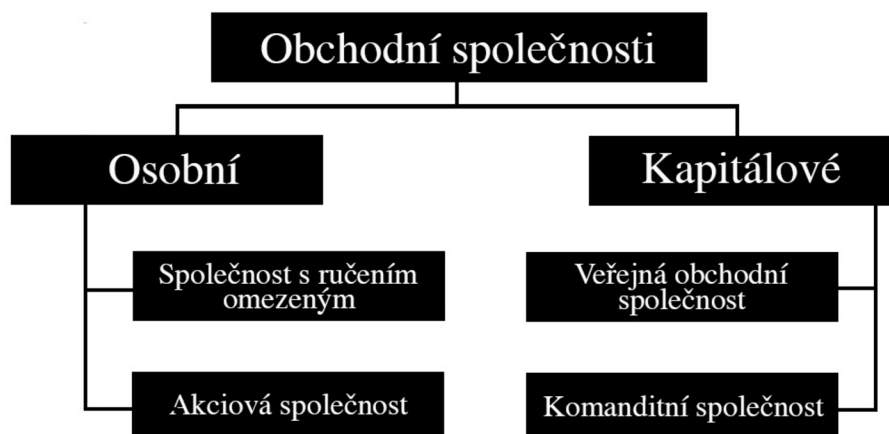 Obchodní společnosti
Osobní
Kapitálové
Společnost s ručením
omezeným
Veřejná obchodní
společnost
Akciová společnost
Komanditní společnost